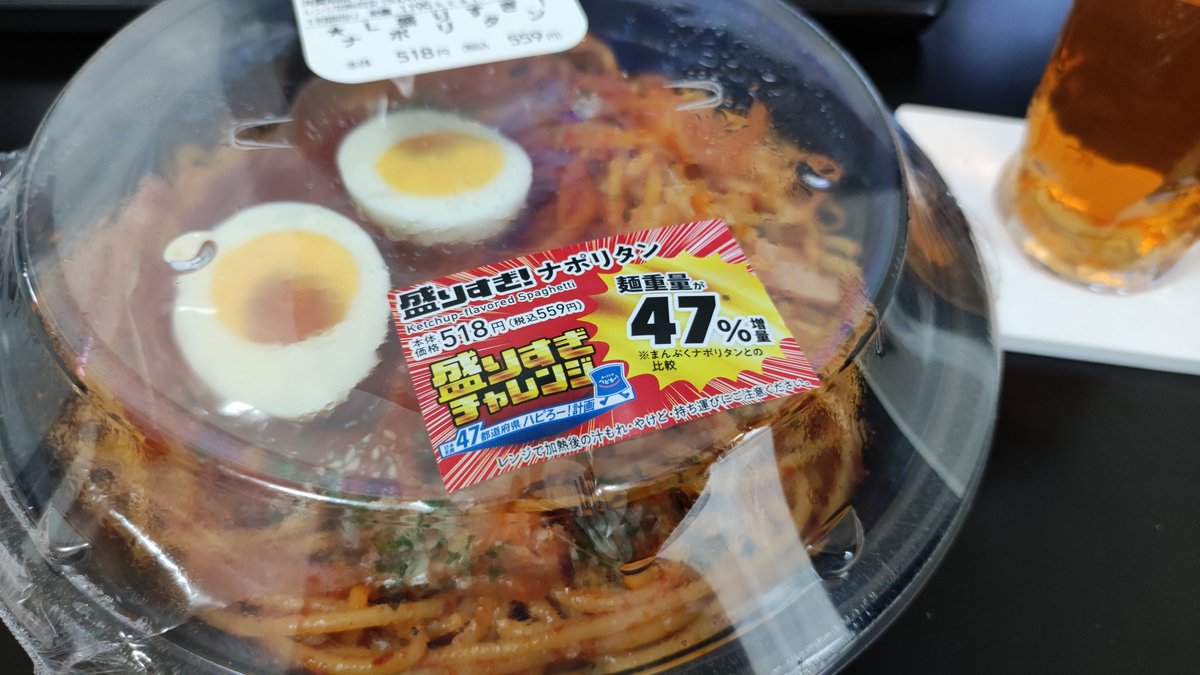 518円 税込 559円
盛りすぎ!ナポリタン
Ketchup-flavored Spaghetti
本体価格518円(税込559円)
麺重量が
47※%増量
※まんぷくナポリタンとの
比較
盛りすぎ
チャレンジ
47都道府県ハピろー!計画
レンジで加熱後の汁もれ・やけど・持ち運びにご注意ください。